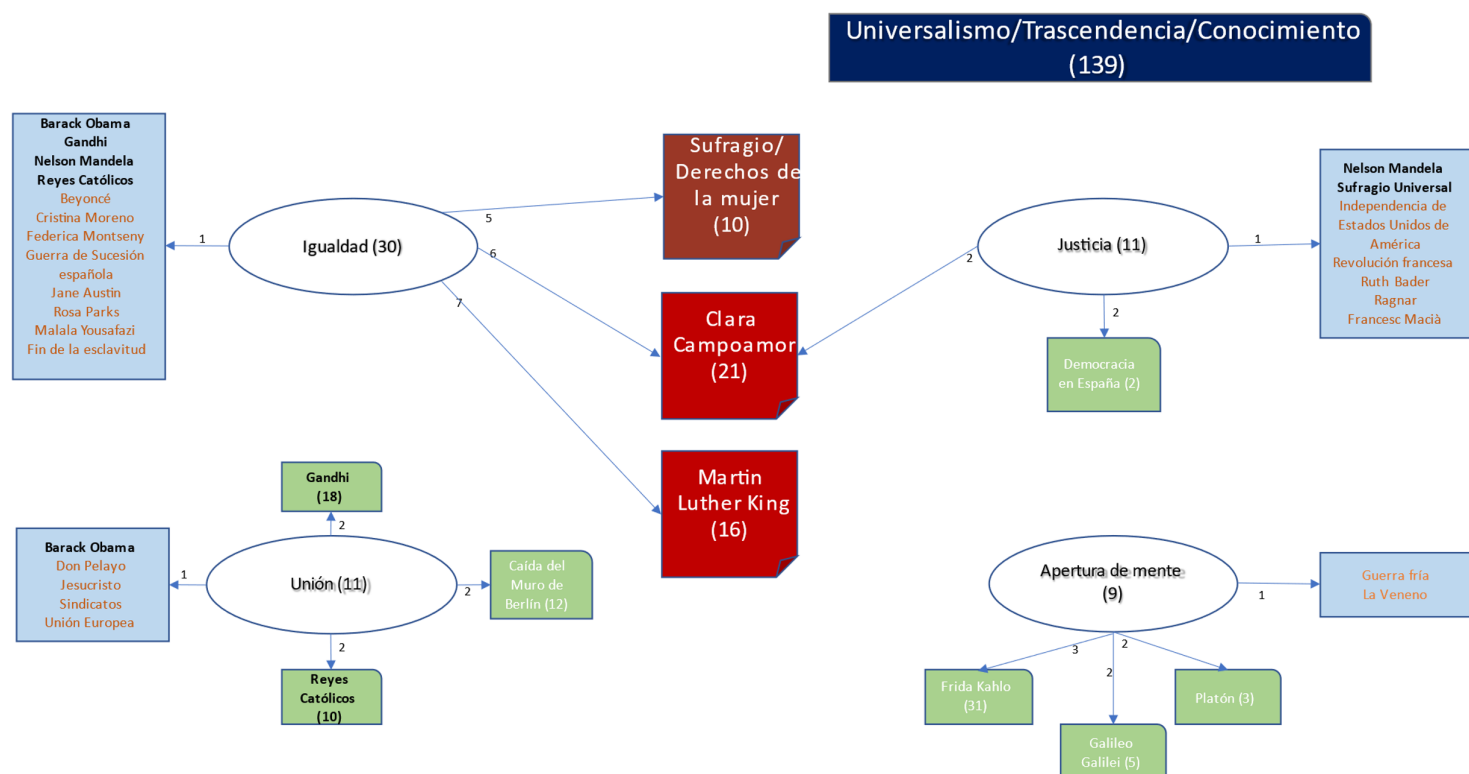 Universalismo/Trascendencia/Conocimiento
(139)
Barack Obama
Gandhi
Nelson Mandela
Reyes Católicos
Beyoncé
Cristina Moreno
Federica Montseny
Guerra de Sucesión
española
Jane Austin
Rosa Parks
Malala Yousafazi
Fin de la esclavitud
1
Igualdad (30)
5
6
7
Sufragio/
Derechos de
la mujer
(10)
Clara
Campoamor
(21)
Martin
Luther King
(16)
2
Justicia (11)
1
2
Nelson Mandela
Sufragio Universal
Independencia de
Estados Unidos de
América
Revolución francesa
Ruth Bader
Ragnar
Francesc Macià
Democracia
en España (2)
Gandhi
(18)
2
Barack Obama
Don Pelayo
Jesucristo
Sindicatos
Unión Europea
1
Unión (11)
2
Caída del
Muro de
Berlín (12)
2
Reyes
Católicos
(10)
Apertura de mente
(9)
1
Guerra fría
La Veneno
3
2
2
Frida Kahlo
(31)
Platón (3)
Galileo
Galilei (5)